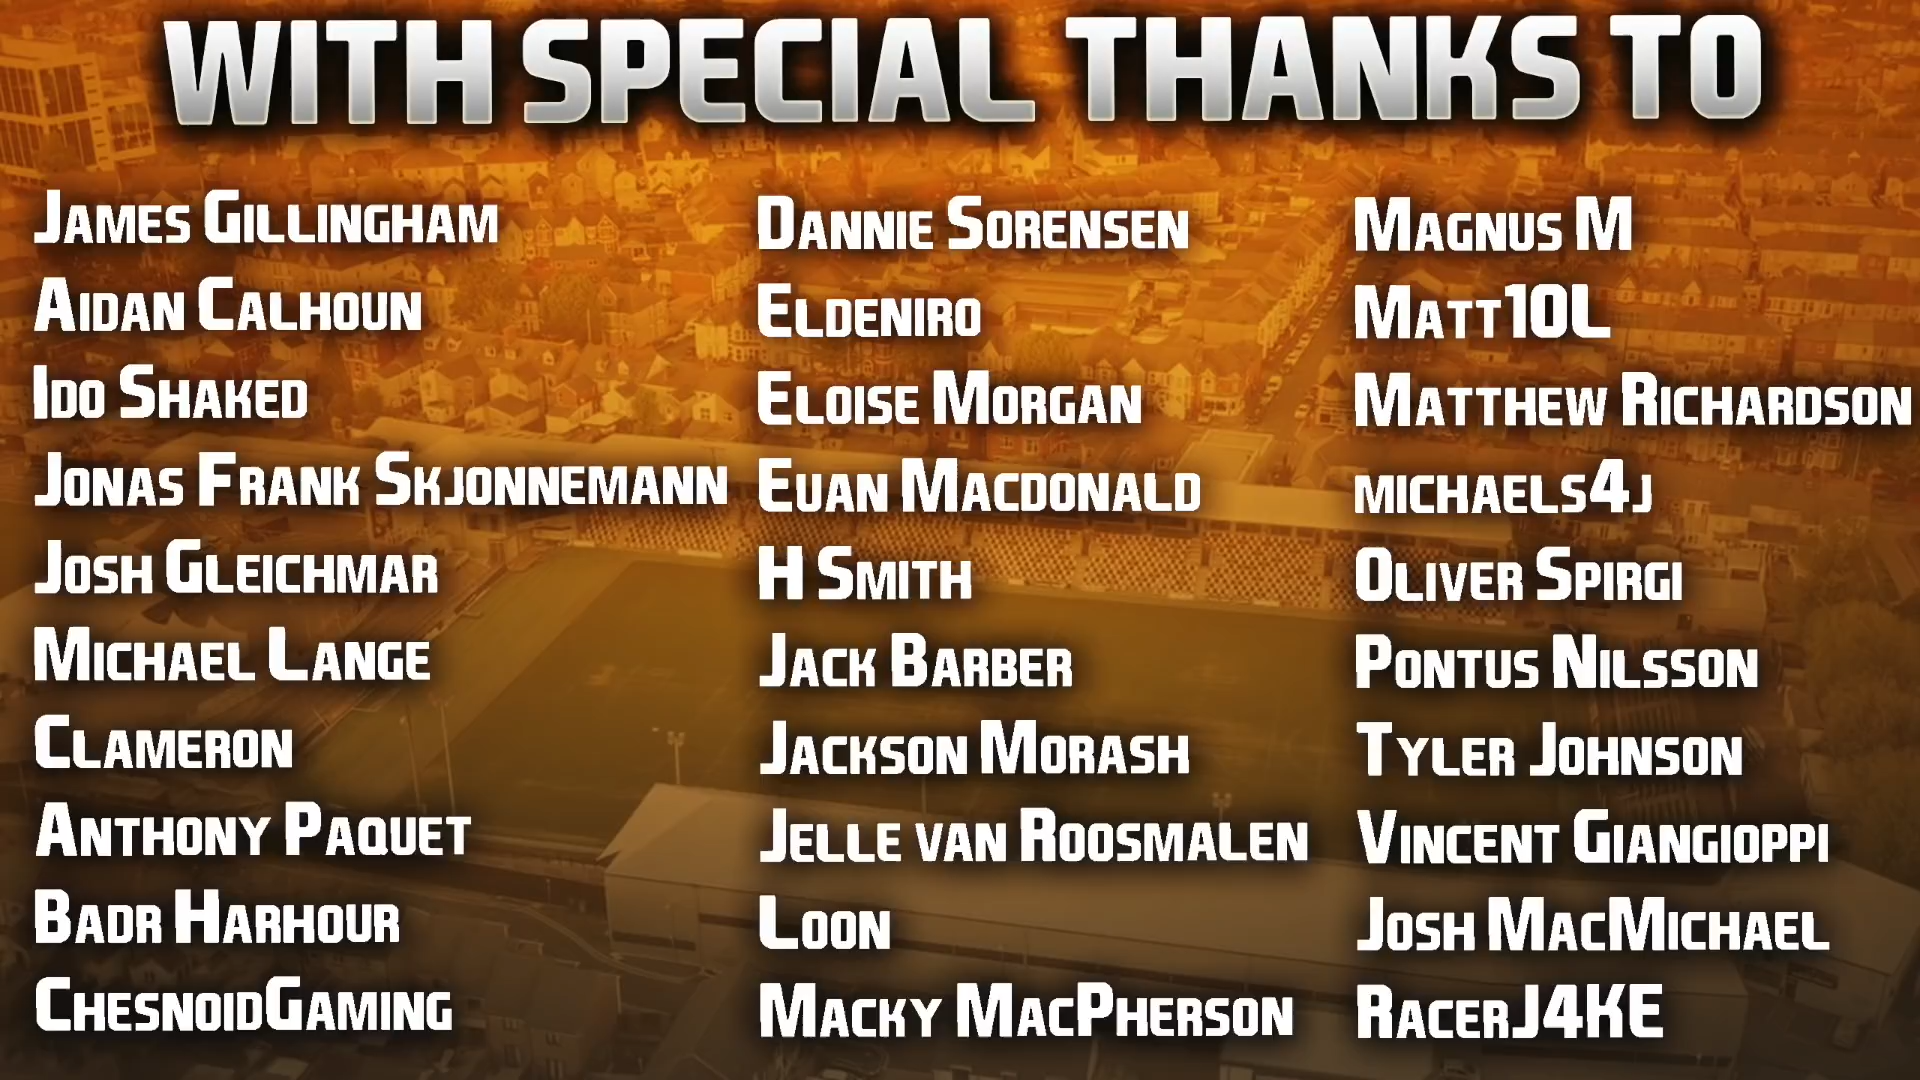 WITH SPECIAL THANKS TO
James Gillingham
Aidan Calhoun
Ido Shaked
Jonas Frank Skjonnemann
Josh Gleichmar
Michael Lange
Clameron
Anthony Paquet
Badr Harhour
ChesnoidGaming
Dannie Sorensen
Eldeniro
Eloise Morgan
Euan Macdonald
H Smith
Jack Barber
Jackson Morash
Jelle van Roosmalen
Loon
Macky MacPherson
Magnus M
Matt10L
Matthew Richardson
michaels4j
Oliver Spirgi
Pontus Nilsson
Tyler Johnson
Vincent Giangioppi
Josh MacMichael
RacerJ4KE